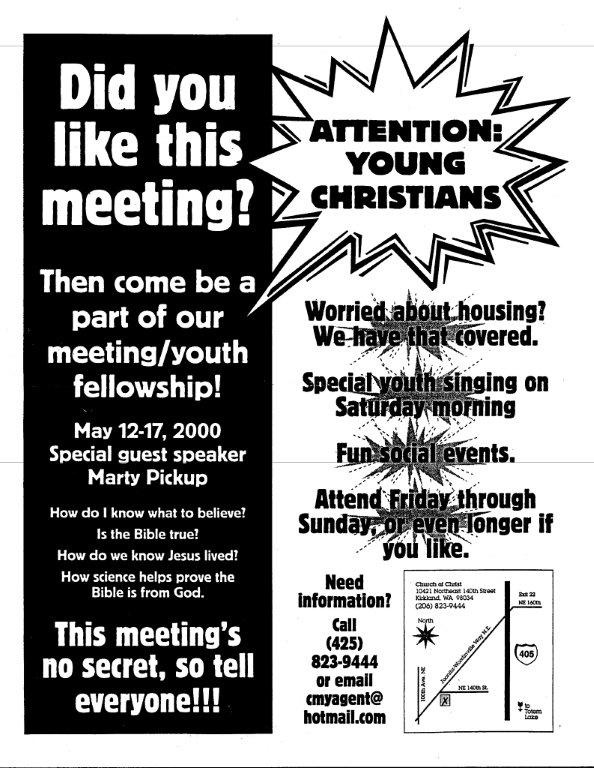 Did you
like this
meeting?
Then come be a
part of our
meeting/youth
fellowship!
May 12-17, 2000
Special guest speaker
Marty Pickup
How do I know what to believe?
Is the Bible true?
How do we know Jesus lived?
How science helps prove the
Bible is from God.
This meeting's
no secret, so tell
everyone!!!
ATTENTION:
YOUNG
CHRISTIANS
Worried about housing?
We have that covered.
Special youth singing on
Saturday morning
Fun social events.
Attend Friday through
Sunday, or even longer if
you like.
Need
information?
Call
(425)
823-9444
or email
cmyagent@
hotmail.com
Church of Christ
10421 Northeast 140th Street
Kirkland, WA 98034
(206) 823-9444
North
Exit 22
NE 160th
Juanita-Woodinville Way N.E.
405
100th Ave. NE
NE 140th St.
X
to
Totem
Lake